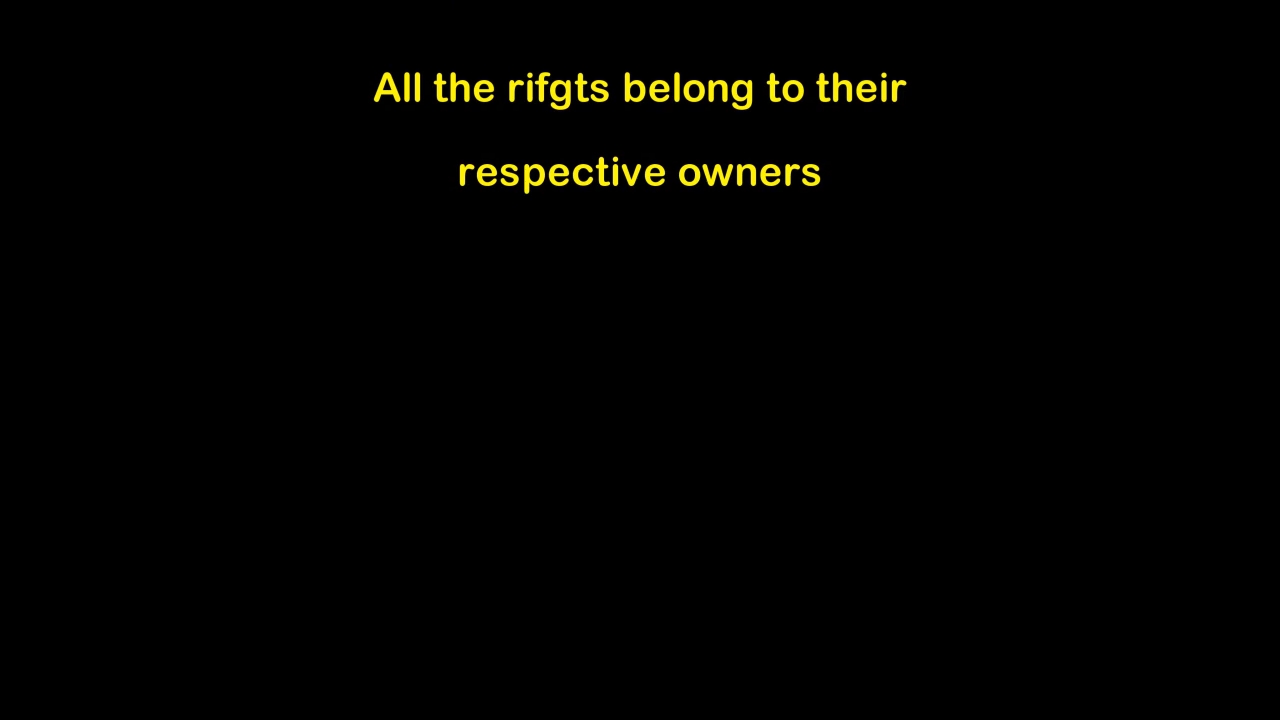 All the rifgts belong to their
respective owners